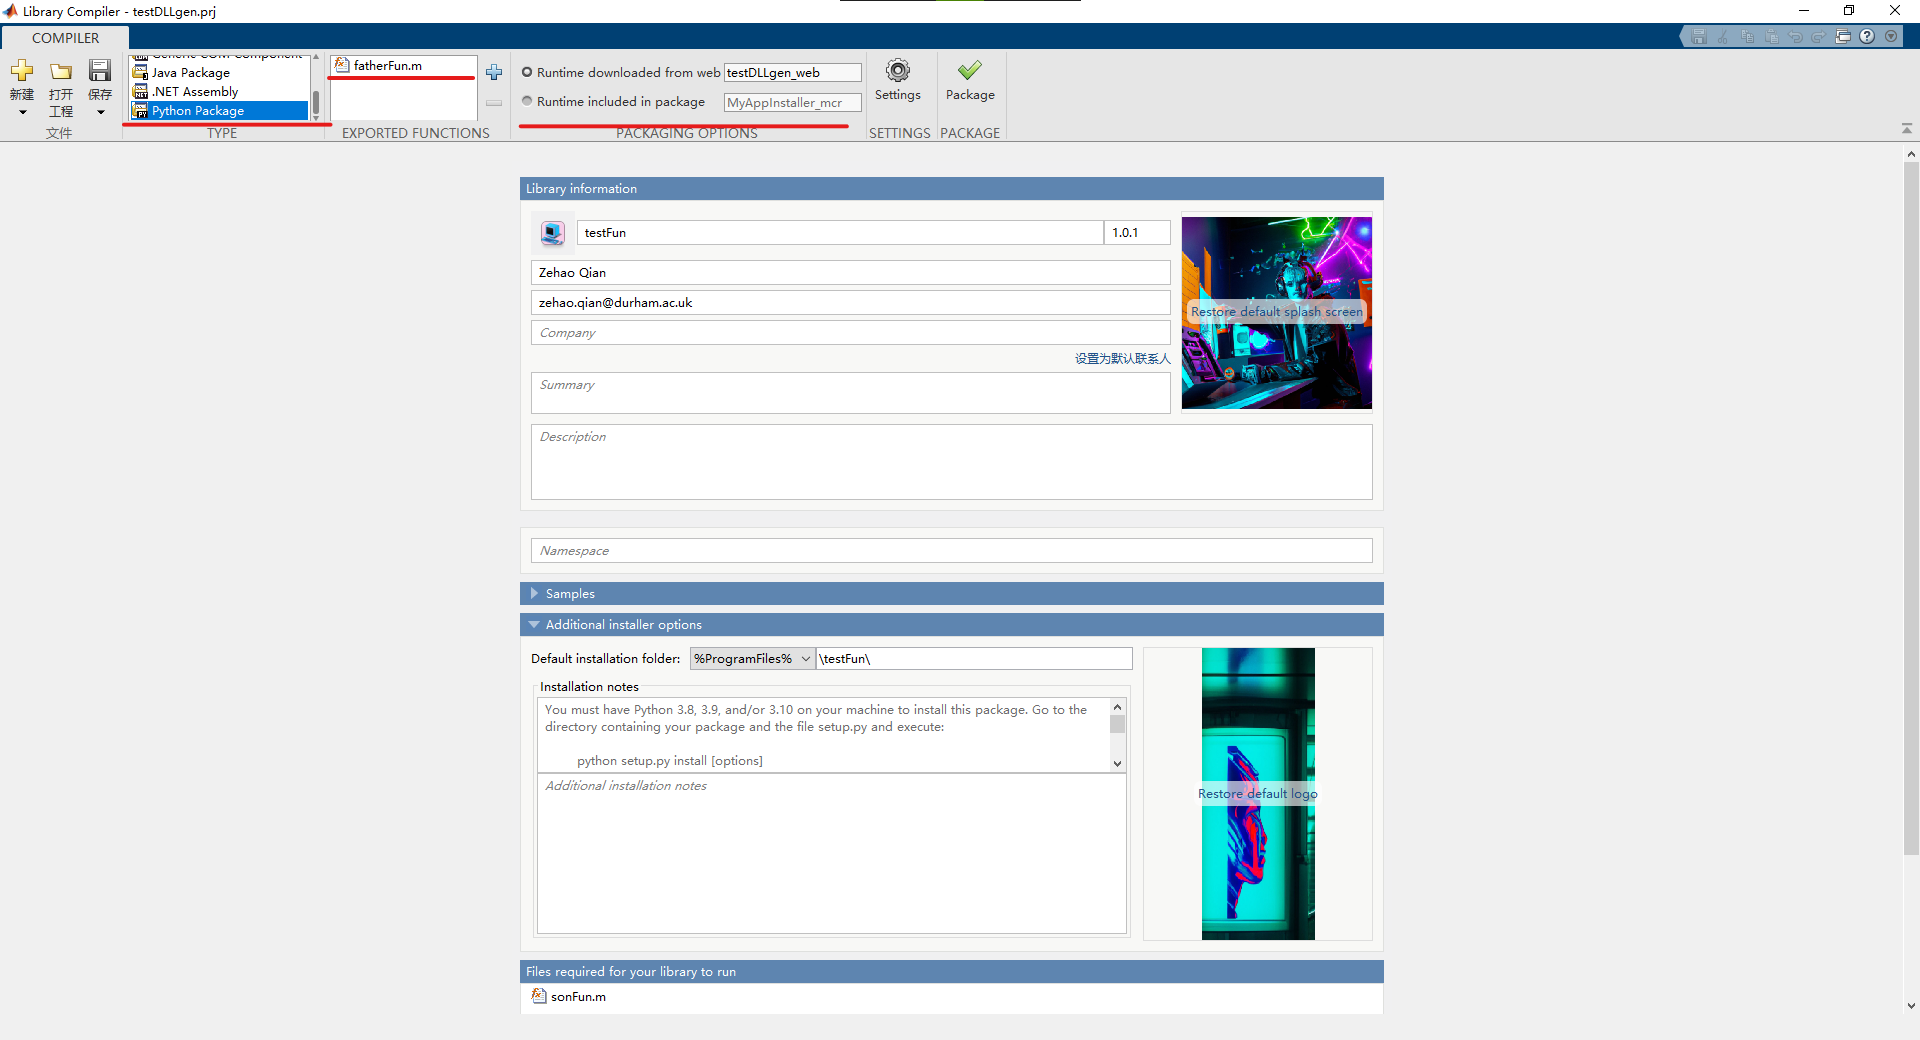 Library Compiler - testDLLgen.prj
COMPILER
新建
打开
工程
保存
文件
Generic COM Component
Java Package
.NET Assembly
Python Package
TYPE
fatherFun.m
EXPORTED FUNCTIONS
Runtime downloaded from web
testDLLgen_web
Runtime included in package
MyAppInstaller_mcr
PACKAGING OPTIONS
Settings
SETTINGS
Package
PACKAGE
Library information
testFun
1.0.1
Zehao Qian
zehao.qian@durham.ac.uk
Company
设置为默认联系人
Summary
Restore default splash screen
Description
Namespace
Samples
Additional installer options
Default installation folder:
%ProgramFiles%
\testFun\
Installation notes
You must have Python 3.8, 3.9, and/or 3.10 on your machine to install this package. Go to the
directory containing your package and the file setup.py and execute:
python setup.py install [options]
Additional installation notes
Restore default logo
Files required for your library to run
sonFun.m